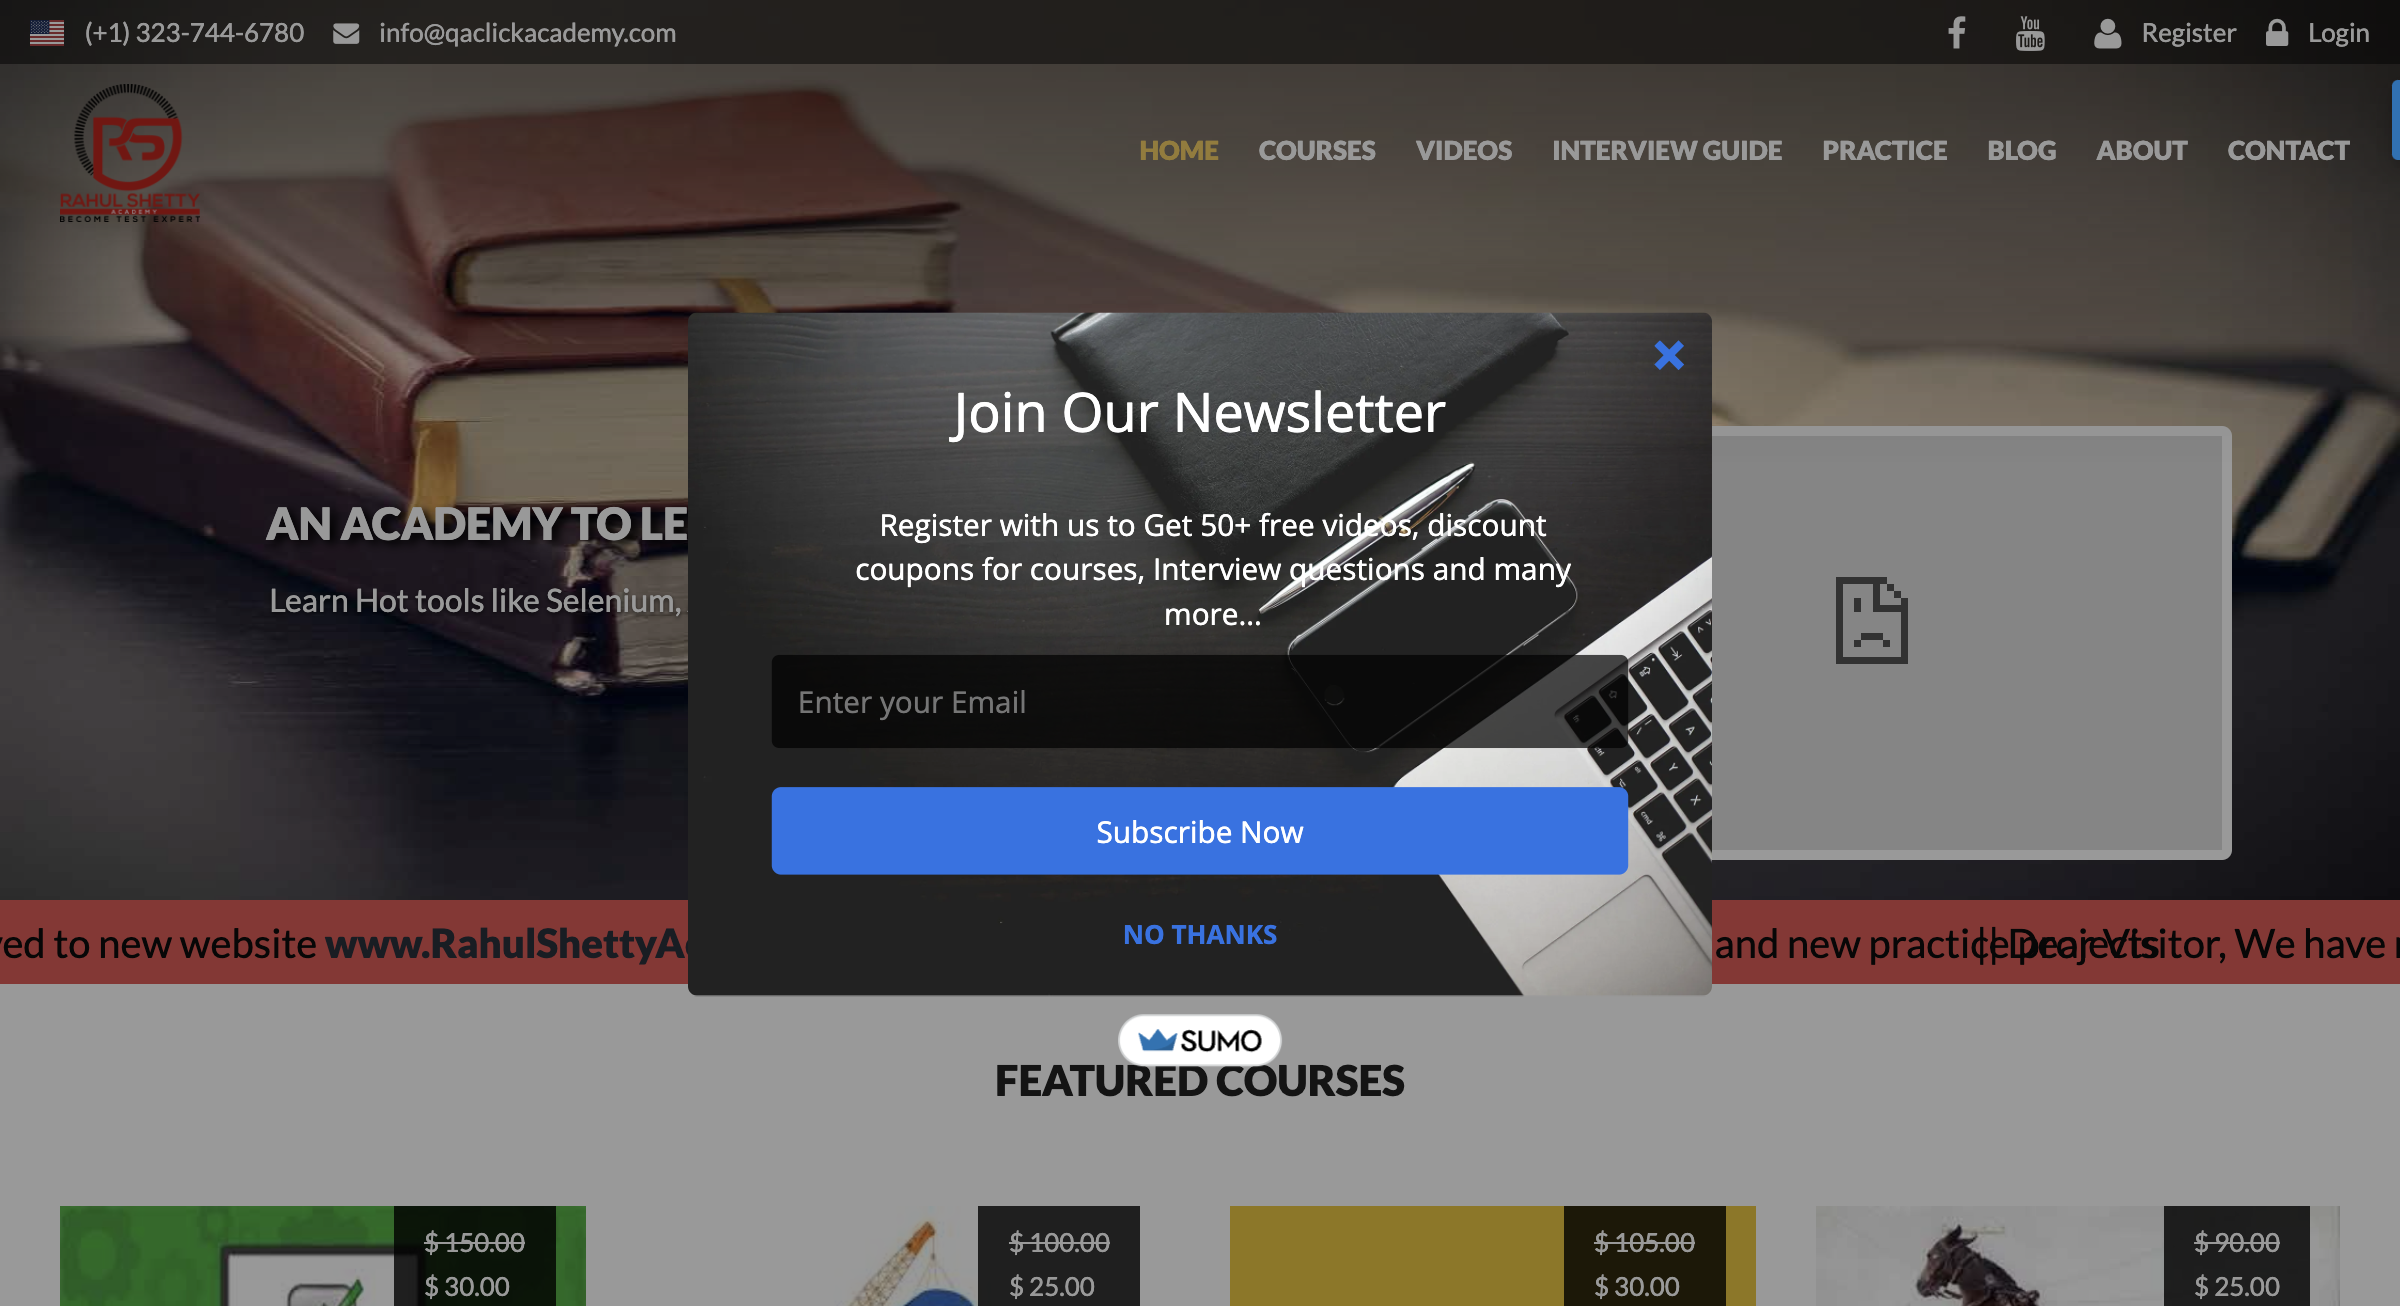 (+1) 323-744-6780 info@qaclickacademy.com
You Tube Register Login
RS
RAHUL SHETTY
ACADEMY
BECOME TEST EXPERT
HOME COURSES VIDEOS INTERVIEW GUIDE PRACTICE BLOG ABOUT CONTACT
AN ACADEMY TO LE
Learn Hot tools like Selenium,
Join Our Newsletter
Register with us to Get 50+ free videos, discount
coupons for courses, Interview questions and many
more...
Enter your Email
Subscribe Now
NO THANKS
ved to new website www.RahulShettyA
and new practice projects
|| Dear Visitor, We have
SUMO
FEATURED COURSES
$ 150.00
$ 30.00
$ 100.00
$ 25.00
$ 105.00
$ 30.00
$ 90.00
$ 25.00